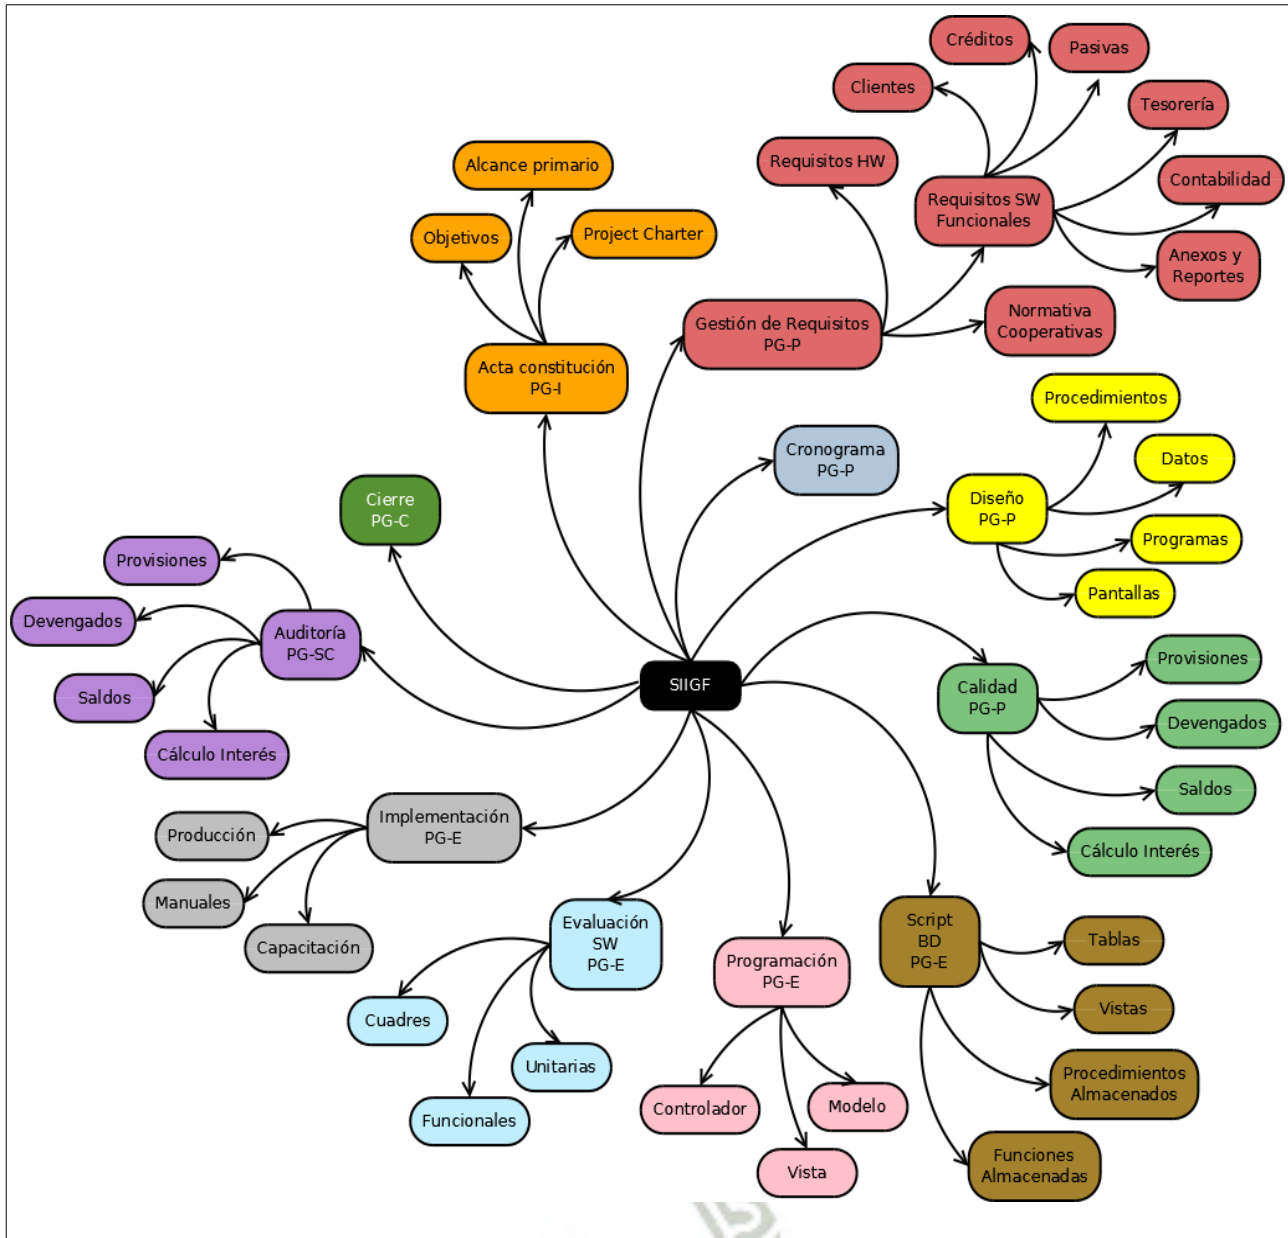 Créditos
Pasivas
Clientes
Tesorería
Alcance primario
Requisitos HW
Contabilidad
Requisitos SW
Funcionales
Objetivos
Project Charter
Anexos y
Reportes
Gestión de Requisitos
PG-P
Normativa
Cooperativas
Acta constitución
PG-I
Procedimientos
Cronograma
PG-P
Datos
Cierre
PG-C
Diseño
PG-P
Programas
Provisiones
Pantallas
Devengados
Auditoría
PG-SC
Provisiones
SIIGF
Calidad
PG-P
Saldos
Devengados
Cálculo Interés
Saldos
Implementación
PG-E
Producción
Cálculo Interés
Manuales
Capacitación
Evaluación
SW
PG-E
Script
BD
PG-E
Tablas
Programación
PG-E
Cuadres
Vistas
Unitarias
Procedimientos
Almacenados
Controlador
Modelo
Funcionales
Funciones
Almacenadas
Vista